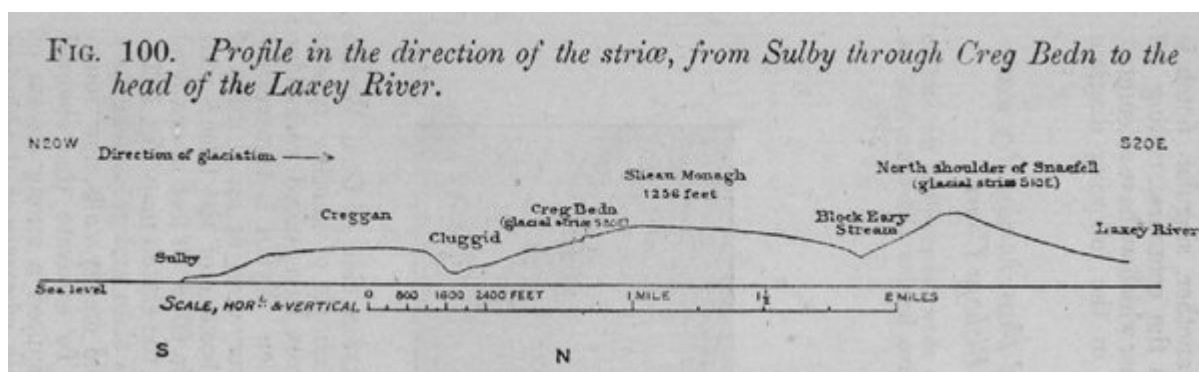 FIG. 100. Profile in the direction of the striæ, from Sulby through Creg Bedn to the
head of the Laxey River.
N20W
S20E
Direction of glaciation
North shoulder of Snaefell
(glacial striæ S10E)
Slieau Monagh
1256 feet
Creg Bedn
(glacial striæ
Creggan
Cluggid
Block Eary
Stream
Laxey River
Sulby
Sea level
SCALE, HORL & VERTICAL
0 800 1600 2400 FEET 1 MILE 1½ 2 MILES
S
N